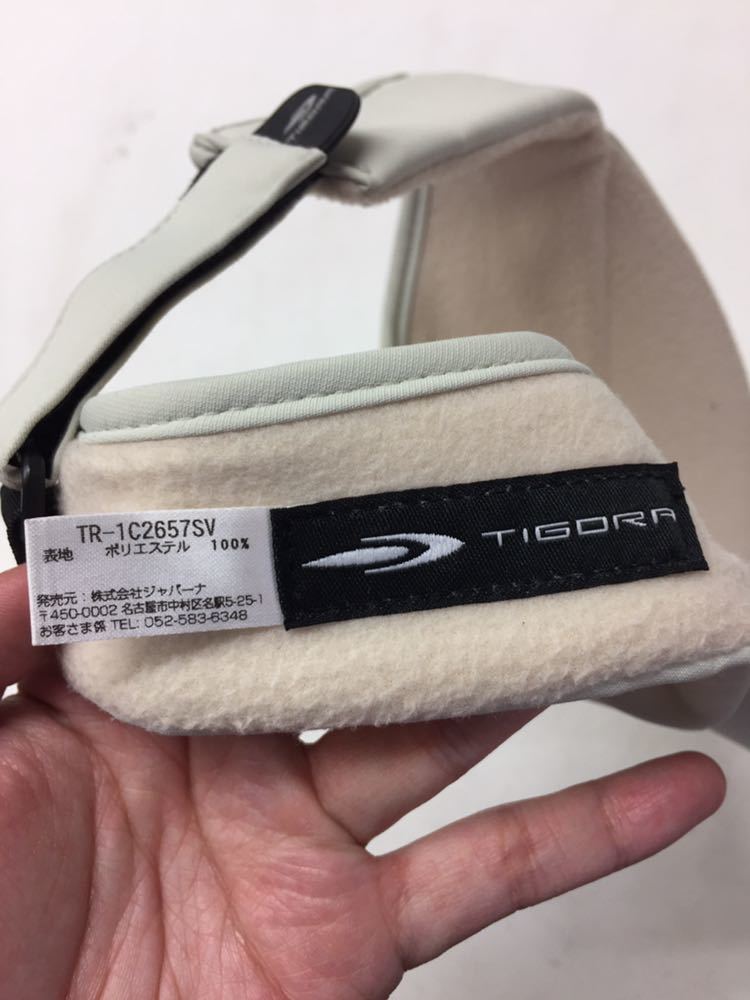 TIGORA
TR-1C2657SV
表地 ポリエステル 100%
発売元：株式会社ジャパーナ
〒450-0002 名古屋市中村区名駅5-25-1
お客さま係 TEL: 052-583-6348
TIGORA